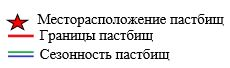 Месторасположение пастбищ
Границы пастбищ
Сезонность пастбищ